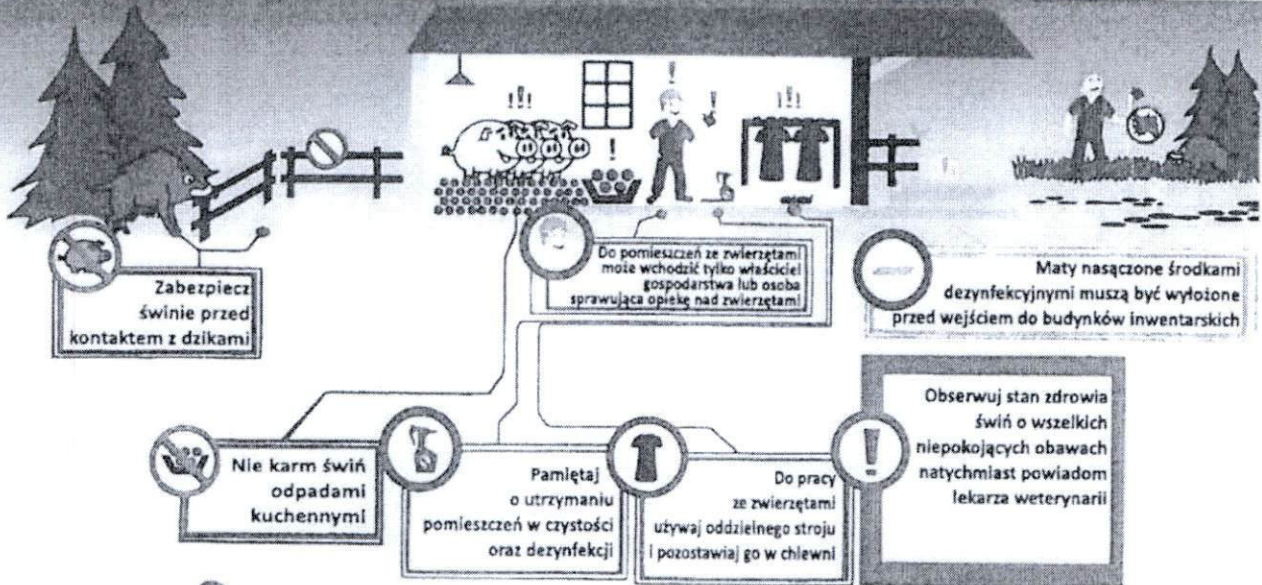 Zabezpiecz
świnie przed
kontaktem z dzikami
Do pomieszczeń ze zwierzętami
może wchodzić tylko właściciel
gospodarstwa lub osoba
sprawująca opiekę nad zwierzętami
Maty nasączone środkami
dezynfekcyjnymi muszą być wyłożone
przed wejściem do budynków inwentarskich
Nie karm świń
odpadami
kuchennymi
Pamiętaj
o utrzymaniu
pomieszczeń w czystości
oraz dezynfekcji
Do pracy
ze zwierzętami
używaj oddzielnego stroju
i pozostawiaj go w chlewni
Obserwuj stan zdrowia
świń o wszelkich
niepokojących obawach
natychmiast powiadom
lekarza weterynarii